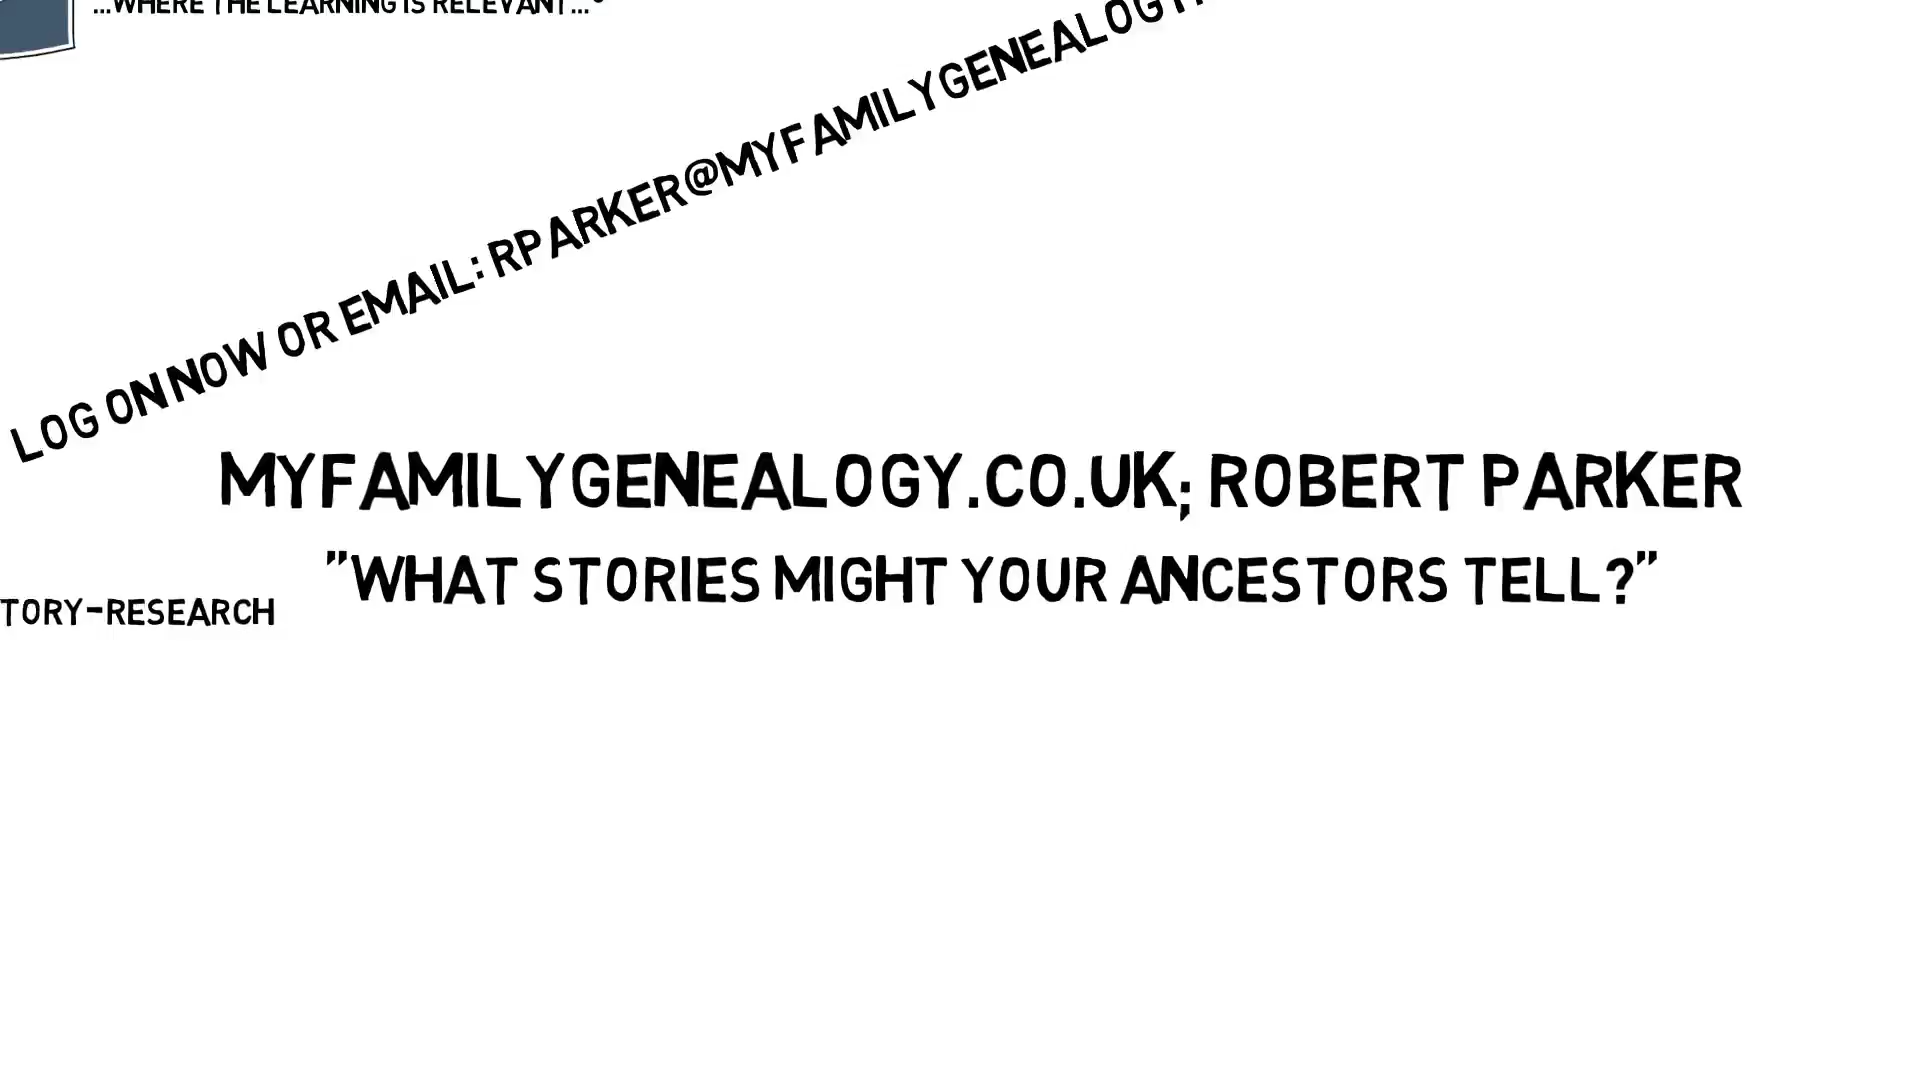 ...WHERE THE LEARNING IS RELEVANT...
LOG ON NOW OR EMAIL: RPARKER@MYFAMILYGENEALOGY
MYFAMILYGENEALOGY.CO.UK; ROBERT PARKER
"WHAT STORIES MIGHT YOUR ANCESTORS TELL?"
TORY-RESEARCH